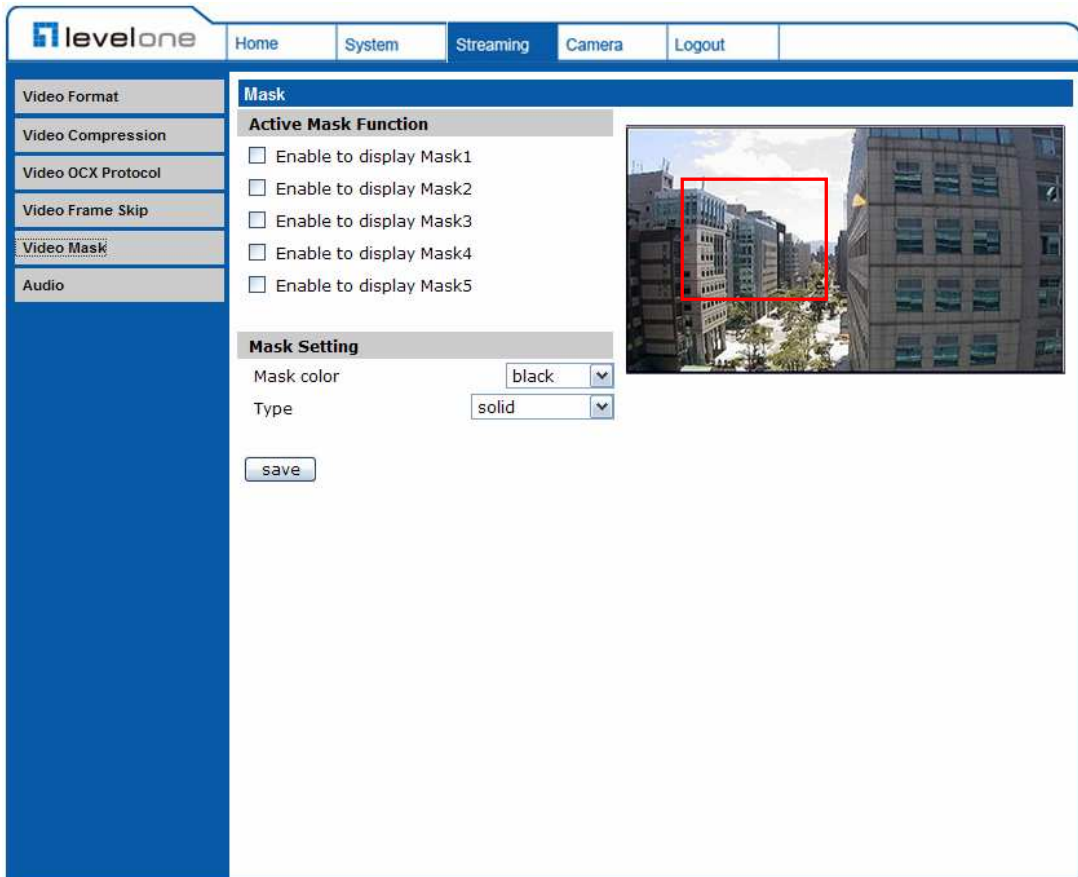 levelone
Home System Streaming Camera Logout
Video Format
Video Compression
Video OCX Protocol
Video Frame Skip
Video Mask
Audio
Mask
Active Mask Function
Enable to display Mask1
Enable to display Mask2
Enable to display Mask3
Enable to display Mask4
Enable to display Mask5
Mask Setting
Mask color black
Type solid
save